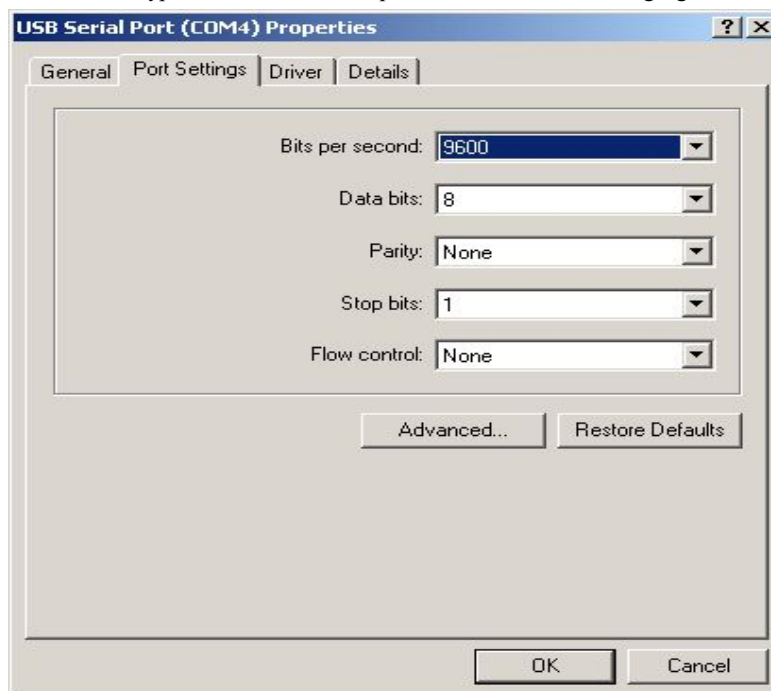 USB Serial Port (COM4) Properties ? ×
General Port Settings Driver Details
Bits per second: 9600
Data bits: 8
Parity: None
Stop bits: 1
Flow control: None
Advanced... Restore Defaults
OK Cancel